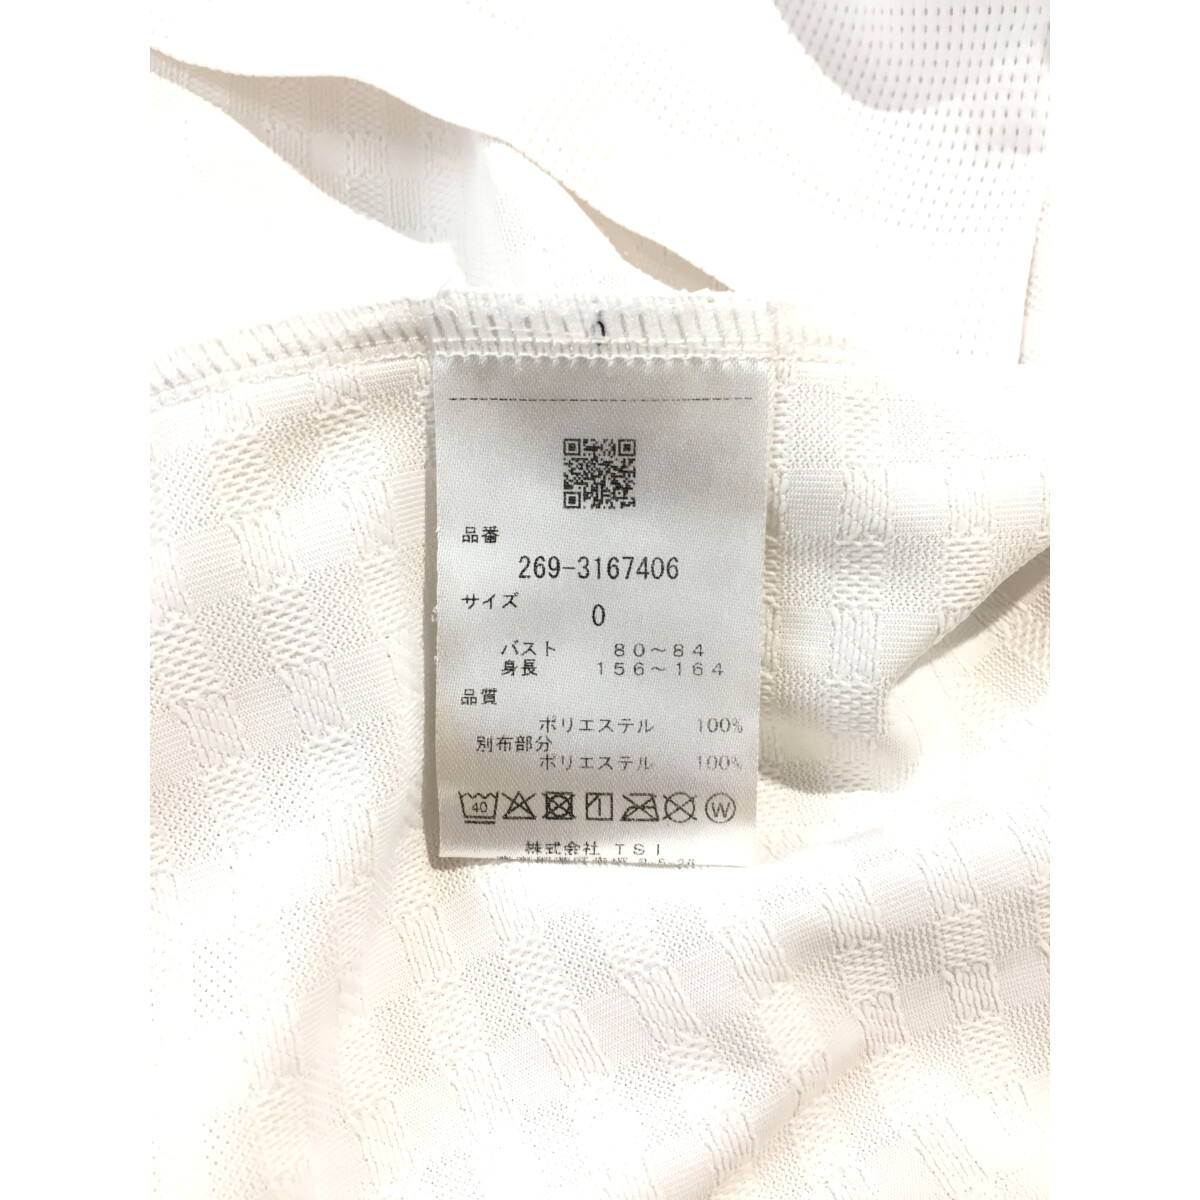 品番
269-3167406
サイズ
0
バスト 80～84
身長 156～164
品質
ポリエステル 100%
別布部分
ポリエステル 100%
40
W
株式会社 TSI